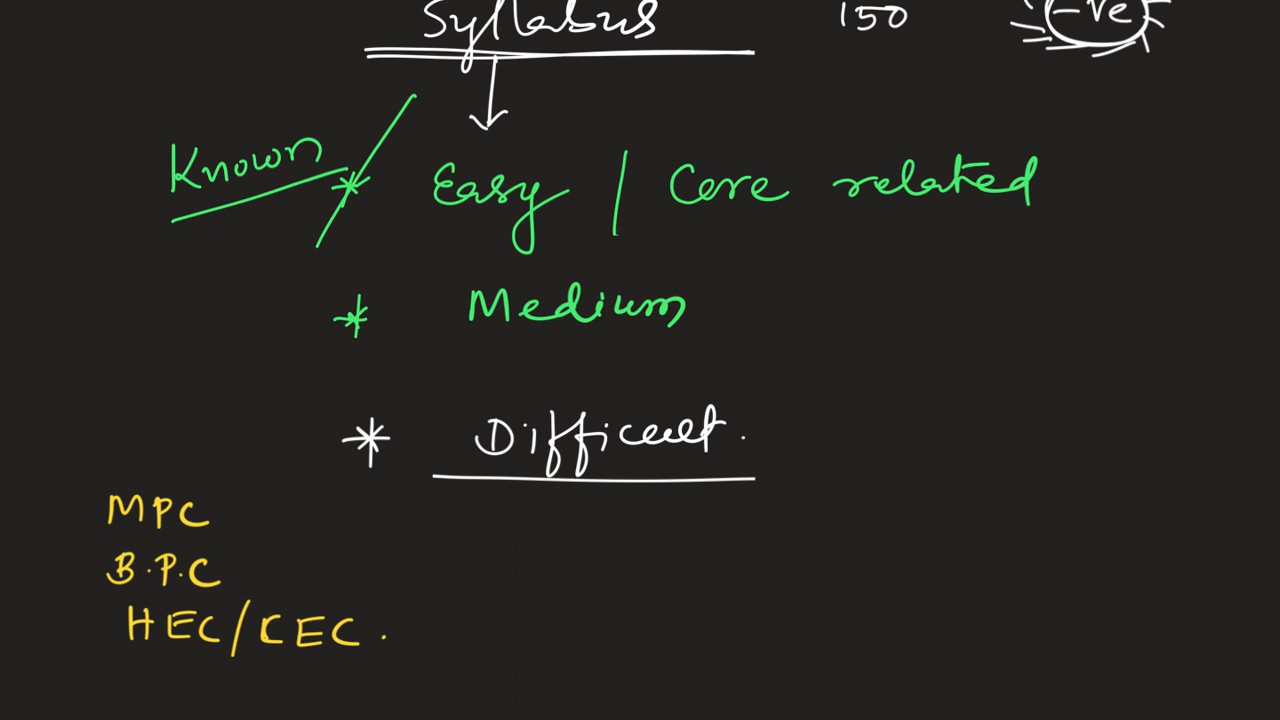 Syllabus 150 -ve
Known * Easy / Core related
* Medium
* Difficult.
MPC
B.P.C
HEC/CEC.